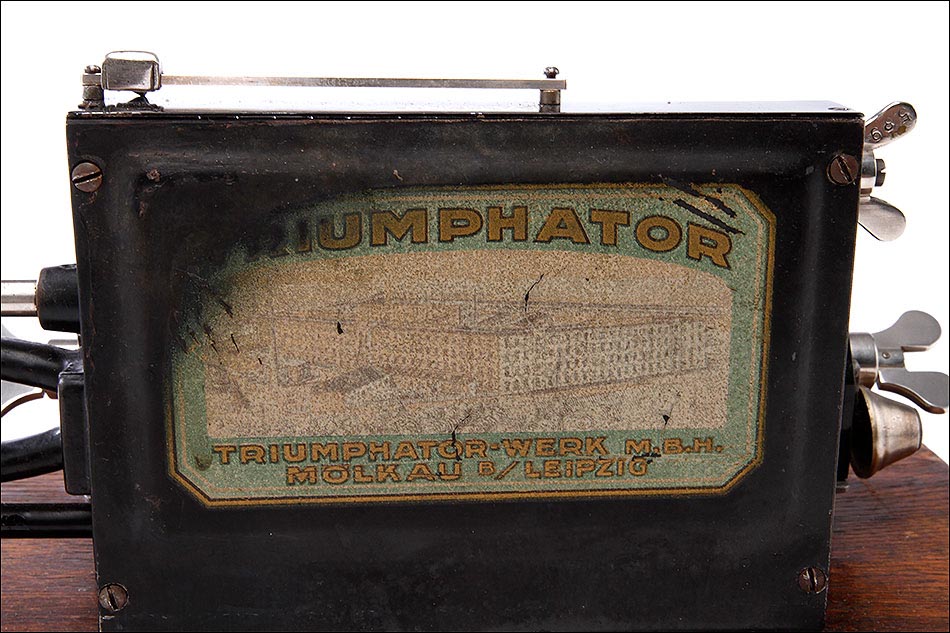 TRIUMPHATOR
TRIUMPHATOR-WERK M.B.H.
MÖLKAU B/LEIPZIG